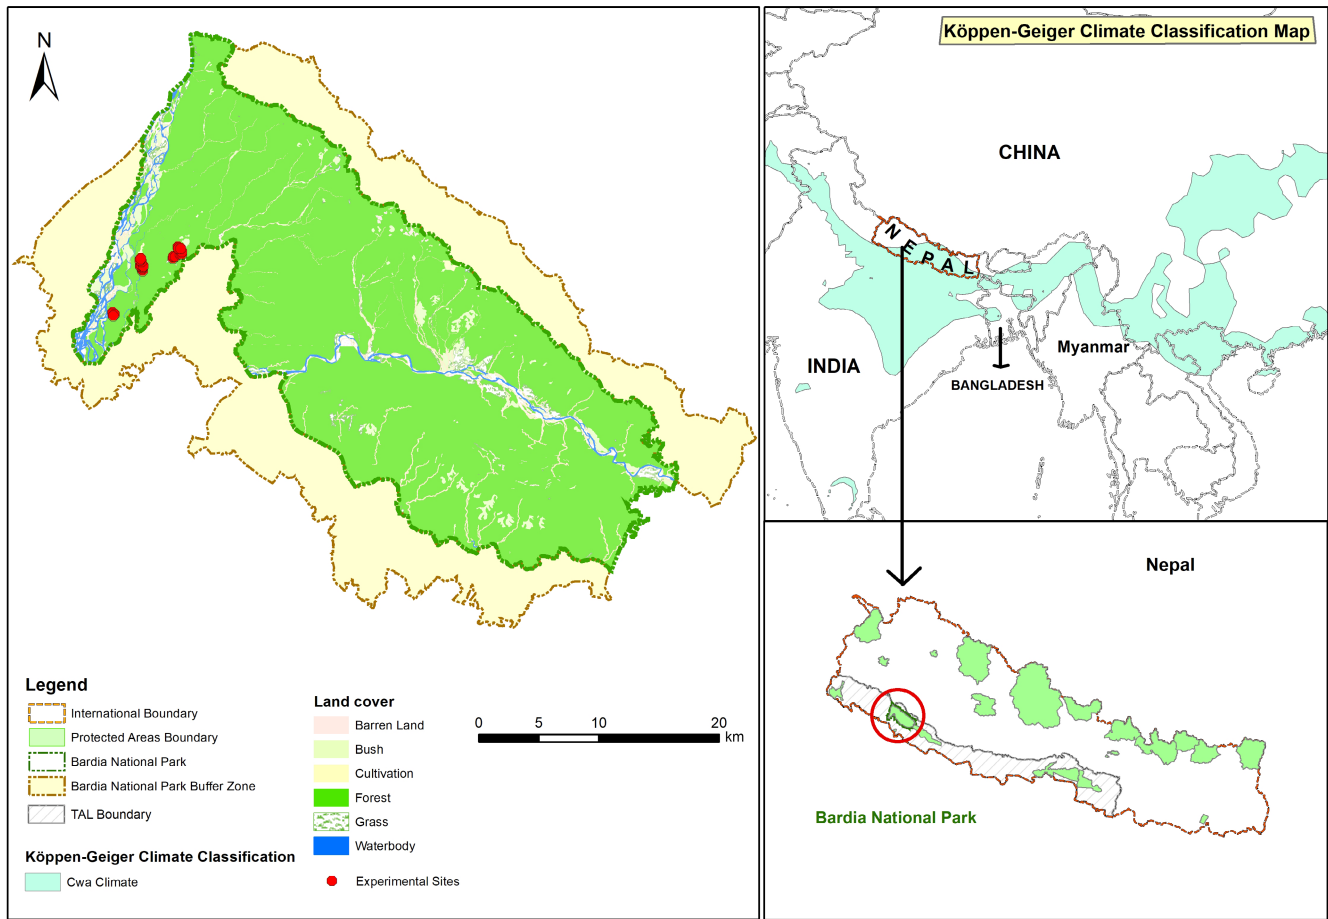 N
Legend
International Boundary
Protected Areas Boundary
Bardia National Park
Bardia National Park Buffer Zone
TAL Boundary
Köppen-Geiger Climate Classification
Cwa Climate
Land cover
Barren Land
Bush
Cultivation
Forest
Grass
Waterbody
Experimental Sites
0 5 10 20
km
Köppen-Geiger Climate Classification Map
CHINA
NEPAL
INDIA
Myanmar
BANGLADESH
Nepal
Bardia National Park